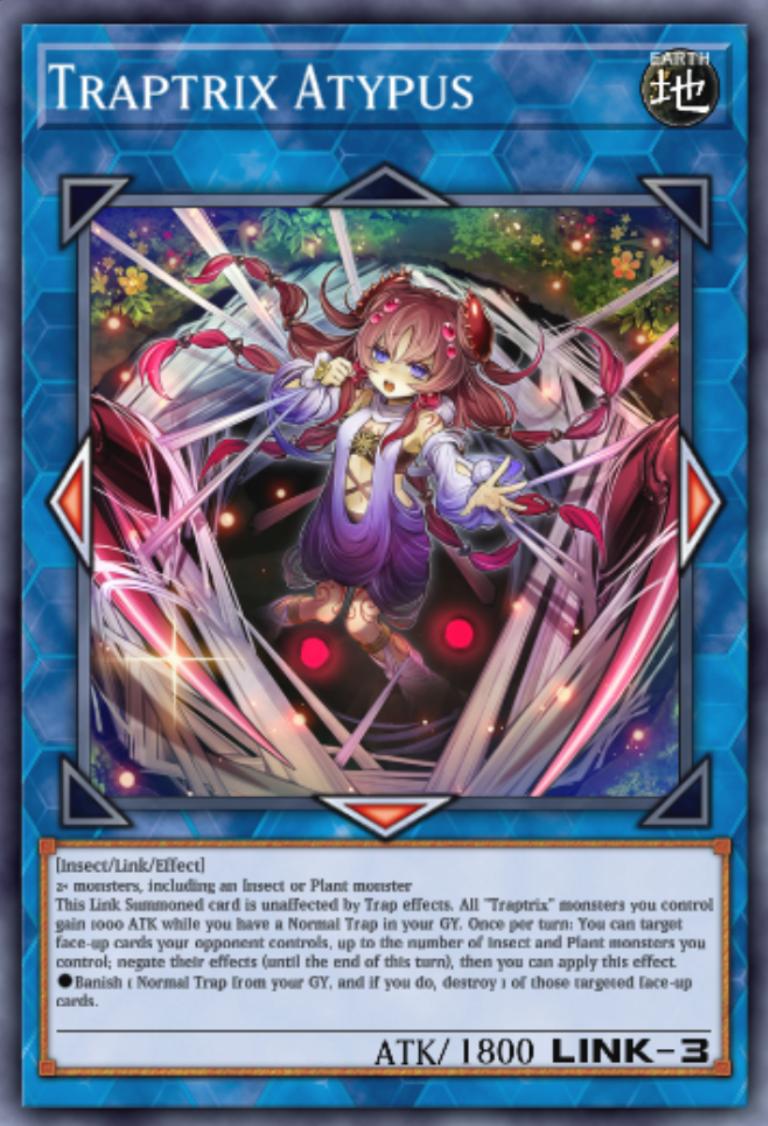 TRAPTRIX ATYPUS
EARTH
地
[Insect/Link/Effect]
2+ monsters, including an Insect or Plant monster
This Link Summoned card is unaffected by Trap effects. All "Traptrix" monsters you control
gain 1000 ATK while you have a Normal Trap in your GY. Once per turn: You can target
face-up cards your opponent controls, up to the number of Insect and Plant monsters you
control; negate their effects (until the end of this turn), then you can apply this effect.
●Banish 1 Normal Trap from your GY, and if you do, destroy 1 of those targeted face-up
cards.
ATK/ 1800 LINK-3